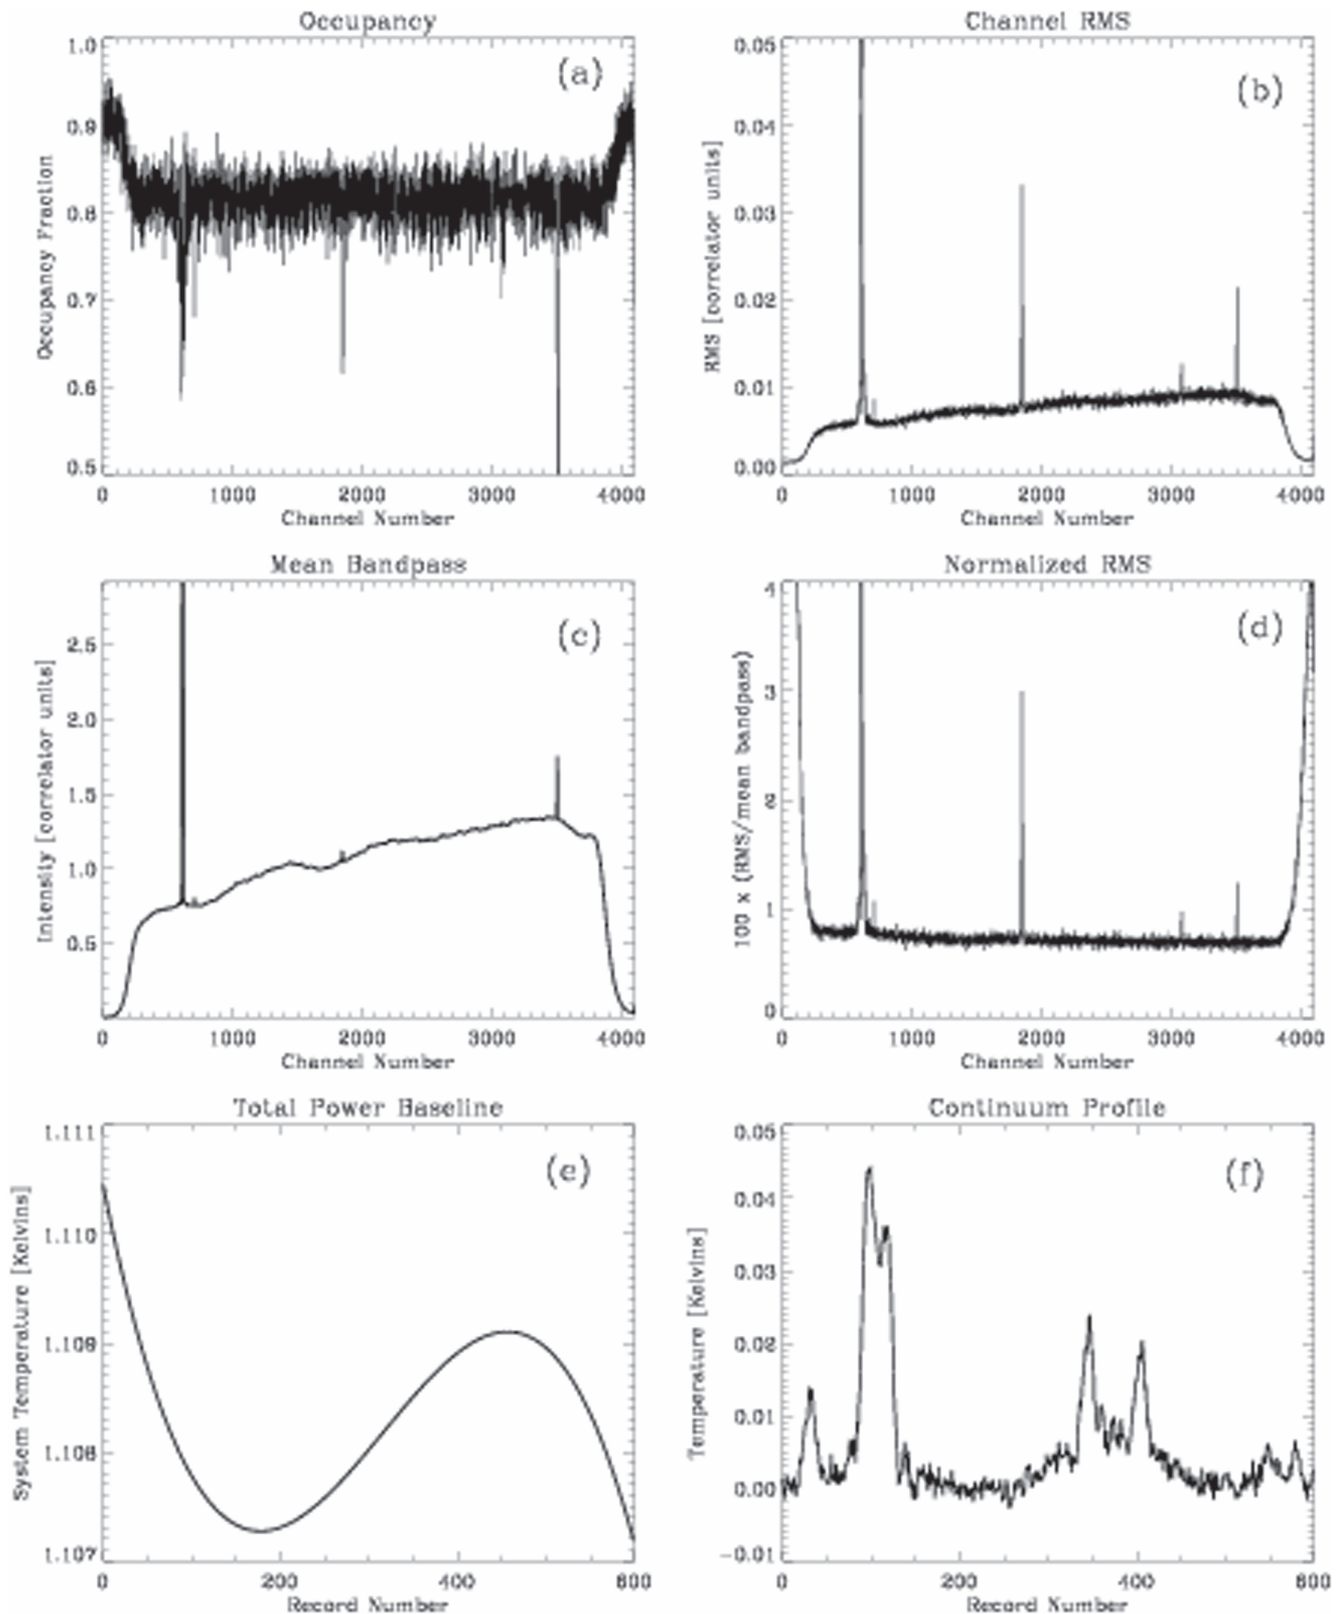 Occupancy
(a)
1.0
0.9
0.8
0.7
0.6
0.5
Occupancy Fraction
0 1000 2000 3000 4000
Channel Number
Channel RMS
(b)
0.05
0.04
0.03
0.02
0.01
0.00
RMS [correlator units]
0 1000 2000 3000 4000
Channel Number
Mean Bandpass
(c)
2.5
2.0
1.5
1.0
0.5
Intensity [correlator units]
0 1000 2000 3000 4000
Channel Number
Normalized RMS
(d)
4
3
2
1
0
100 x (RMS/mean bandpass)
0 1000 2000 3000 4000
Channel Number
Total Power Baseline
(e)
1.111
1.110
1.109
1.108
1.107
System Temperature [Kelvins]
0 200 400 600
Record Number
Continuum Profile
(f)
0.05
0.04
0.03
0.02
0.01
0.00
-0.01
Temperature [Kelvins]
0 200 400 600
Record Number